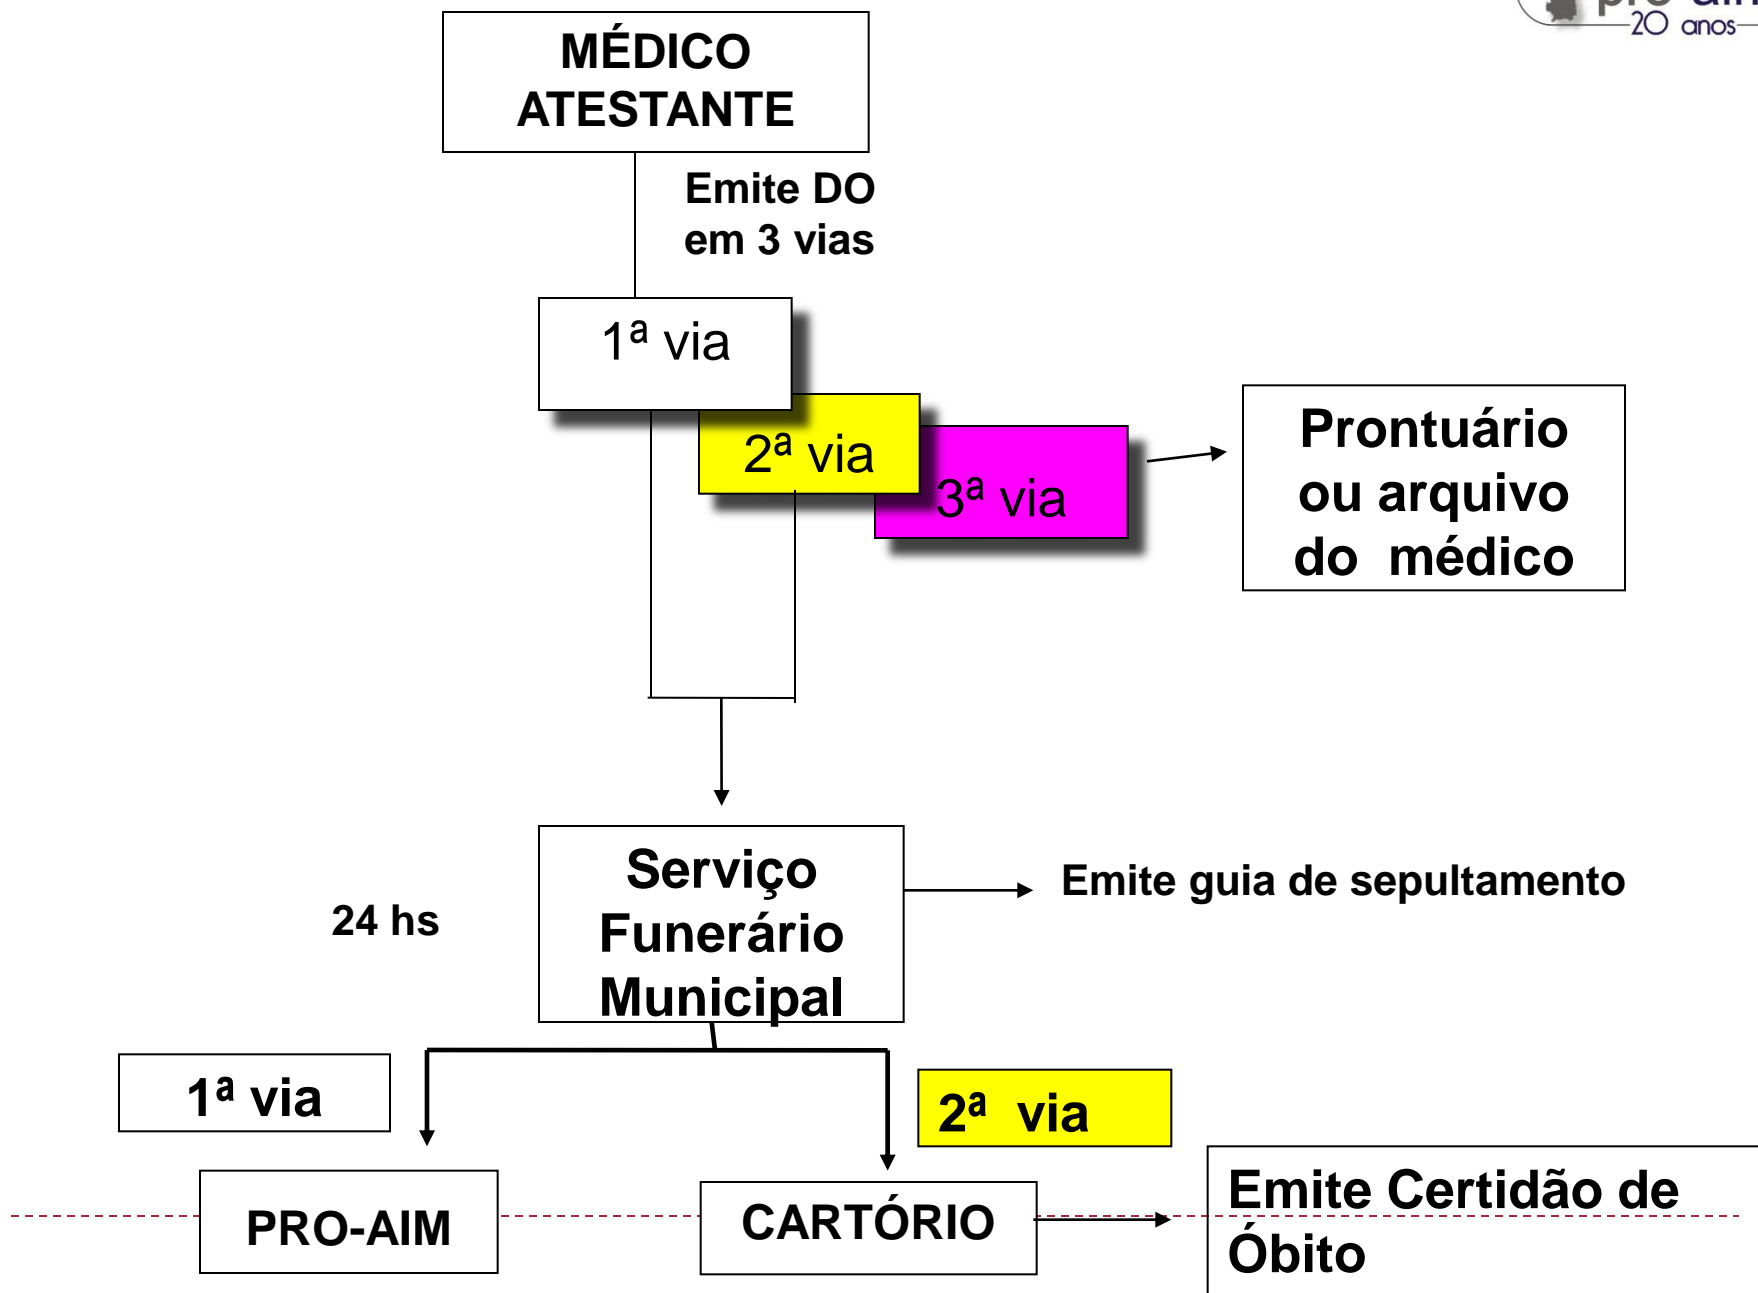 20 anos
MÉDICO
ATESTANTE
Emite DO
em 3 vias
1ª via
2ª via
3ª via
Prontuário
ou arquivo
do médico
Serviço
Funerário
Municipal
Emite guia de sepultamento
24 hs
1ª via
2ª via
PRO-AIM
CARTÓRIO
Emite Certidão de
Óbito